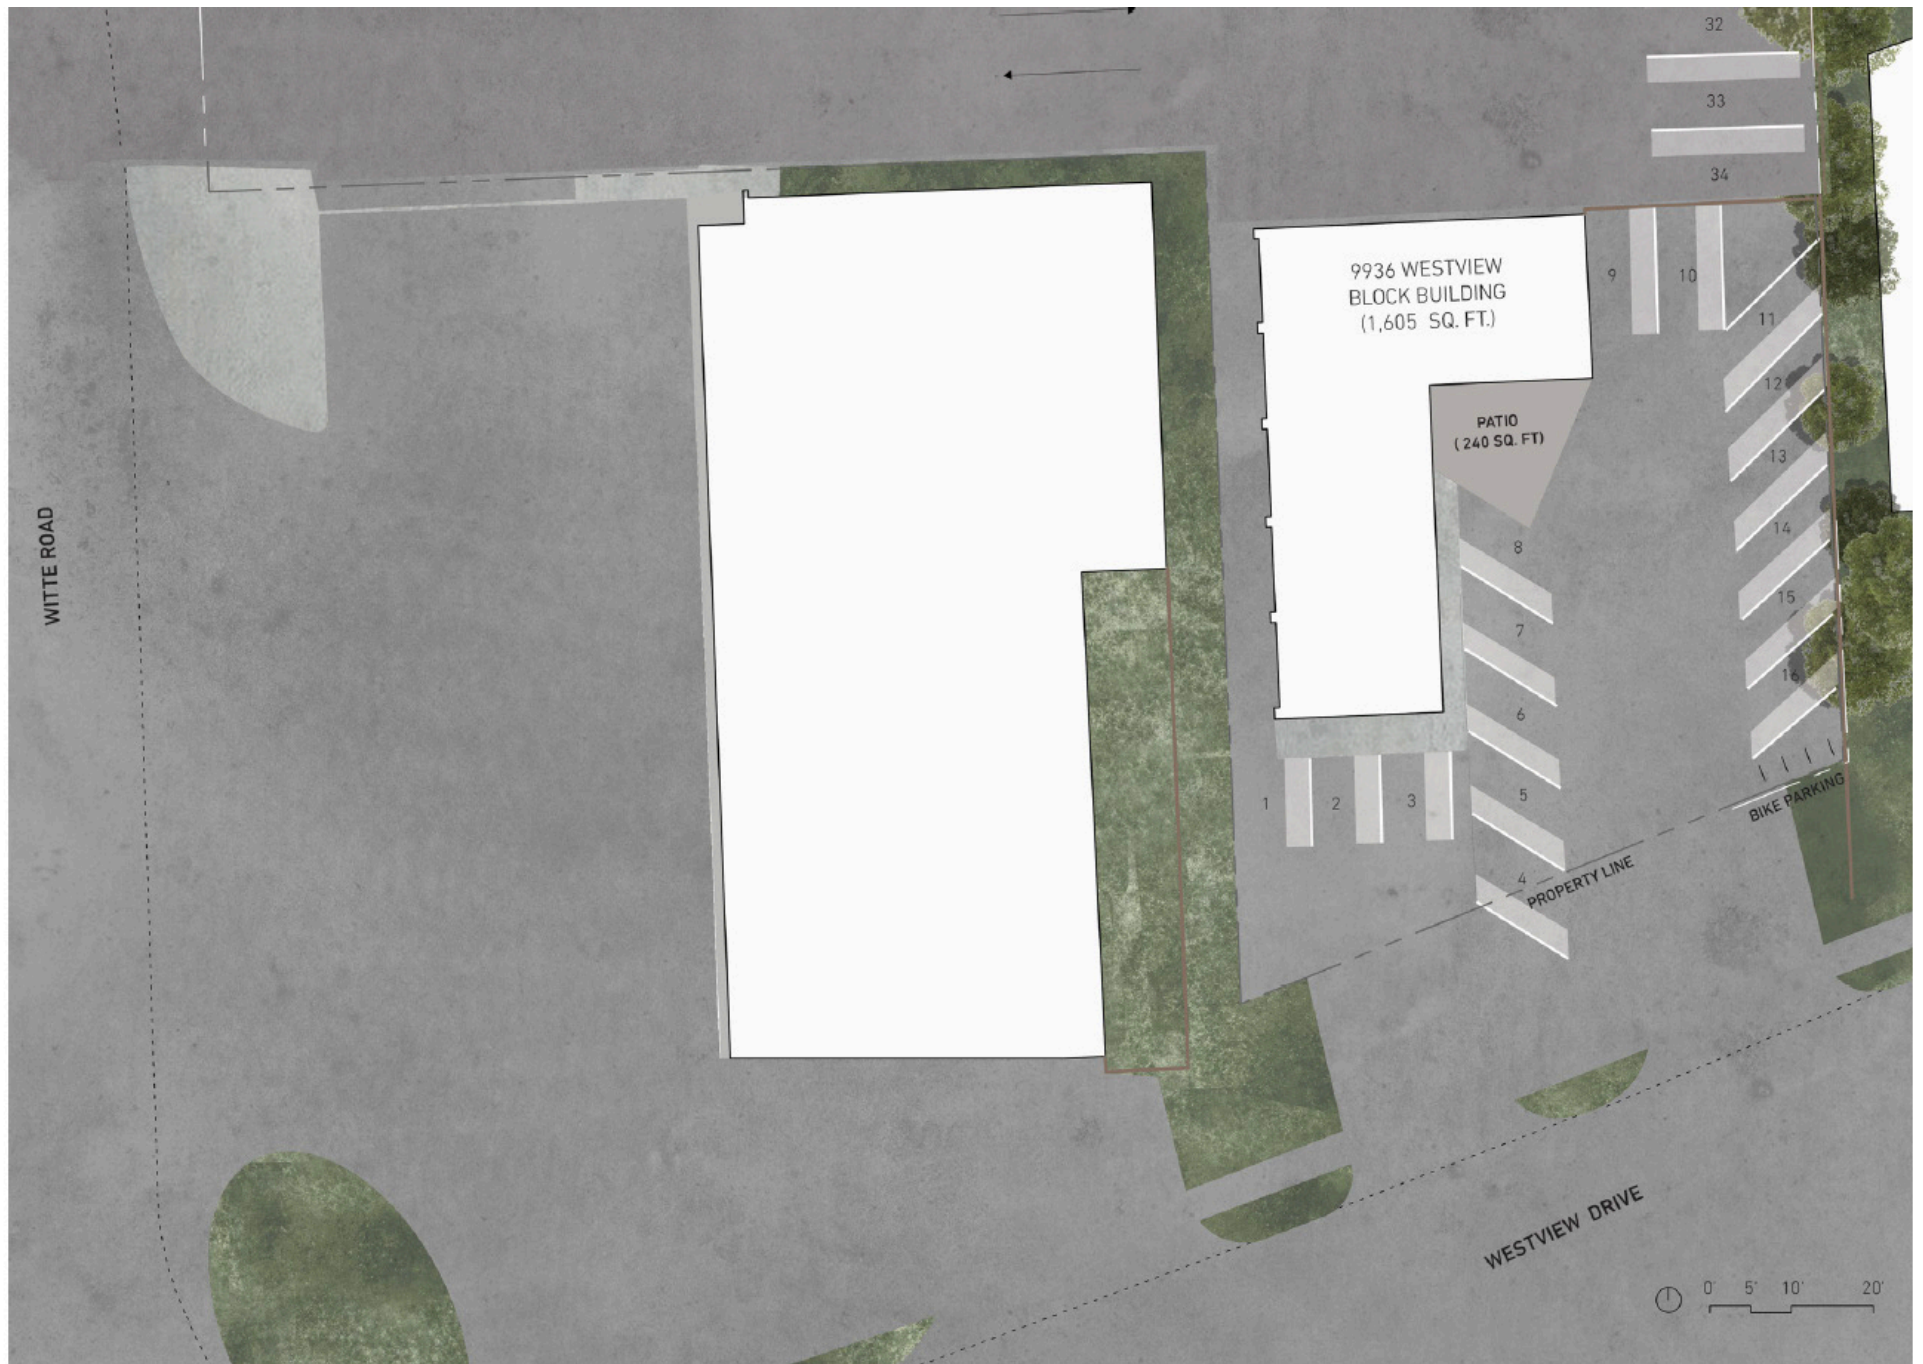 32
33
34
9936 WESTVIEW
BLOCK BUILDING
(1,605 SQ. FT.)
9
10
11
12
13
14
15
16
PATIO
( 240 SQ. FT)
8
7
6
5
4
1
2
3
BIKE PARKING
PROPERTY LINE
WITTE ROAD
WESTVIEW DRIVE
0' 5' 10' 20'